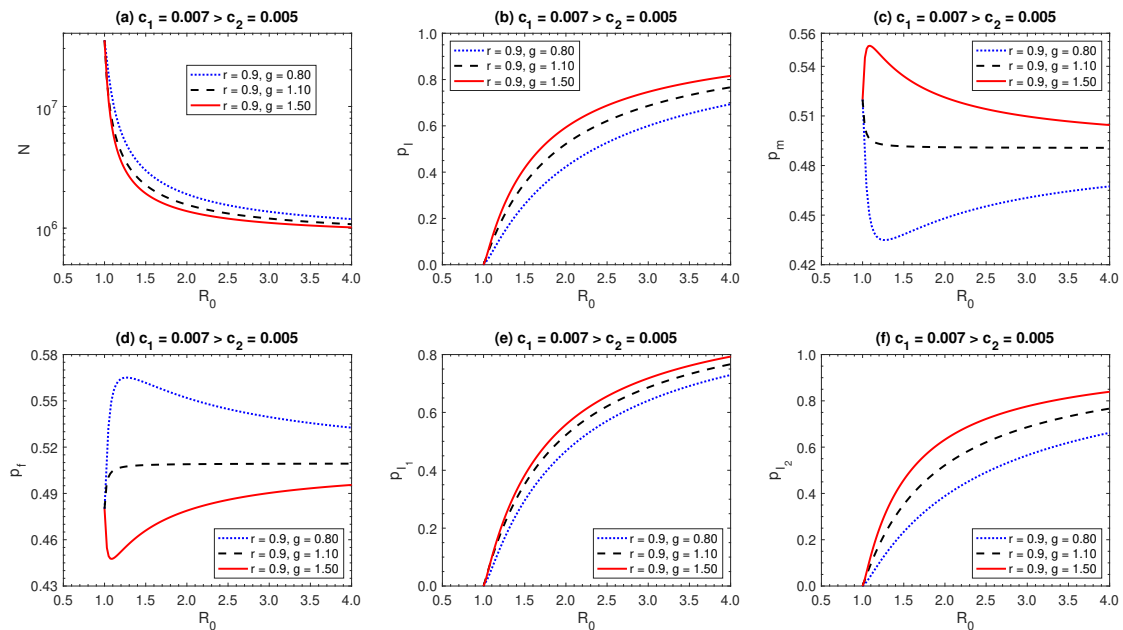 (a) c₁ = 0.007 > c₂ = 0.005
N
10⁷
10⁶
r = 0.9, g = 0.80
r = 0.9, g = 1.10
r = 0.9, g = 1.50
0.5 1.0 1.5 2.0 2.5 3.0 3.5 4.0
R₀
(b) c₁ = 0.007 > c₂ = 0.005
p_I
1.0
0.8
0.6
0.4
0.2
0.0
r = 0.9, g = 0.80
r = 0.9, g = 1.10
r = 0.9, g = 1.50
0.5 1.0 1.5 2.0 2.5 3.0 3.5 4.0
R₀
(c) c₁ = 0.007 > c₂ = 0.005
p_m
0.56
0.54
0.51
0.49
0.45
0.42
r = 0.9, g = 0.80
r = 0.9, g = 1.10
r = 0.9, g = 1.50
0.5 1.0 1.5 2.0 2.5 3.0 3.5 4.0
R₀
(d) c₁ = 0.007 > c₂ = 0.005
p_f
0.58
0.55
0.52
0.49
0.46
0.43
r = 0.9, g = 0.80
r = 0.9, g = 1.10
r = 0.9, g = 1.50
0.5 1.0 1.5 2.0 2.5 3.0 3.5 4.0
R₀
(e) c₁ = 0.007 > c₂ = 0.005
p_I₁
0.8
0.6
0.4
0.2
0.0
r = 0.9, g = 0.80
r = 0.9, g = 1.10
r = 0.9, g = 1.50
0.5 1.0 1.5 2.0 2.5 3.0 3.5 4.0
R₀
(f) c₁ = 0.007 > c₂ = 0.005
p_I₂
1.0
0.8
0.6
0.4
0.2
0.0
r = 0.9, g = 0.80
r = 0.9, g = 1.10
r = 0.9, g = 1.50
0.5 1.0 1.5 2.0 2.5 3.0 3.5 4.0
R₀